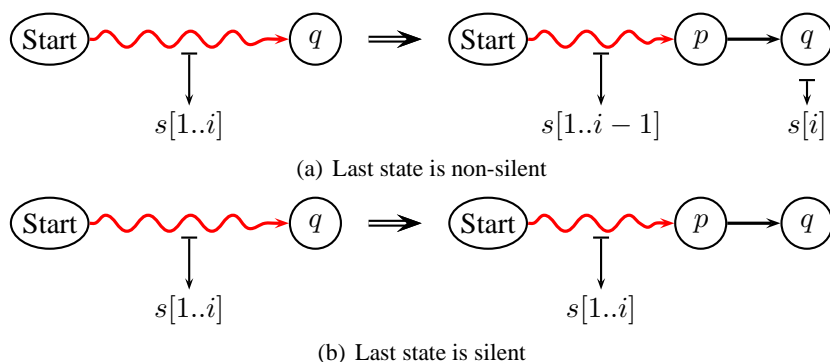 Start q Start p q
s[1..i] s[1..i − 1] s[i]
(a) Last state is non-silent
Start q Start p q
s[1..i] s[1..i]
(b) Last state is silent